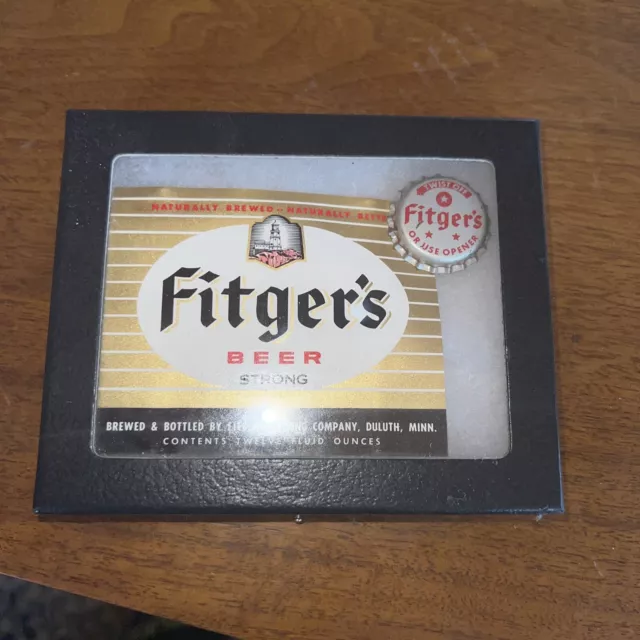 NATURALLY BREWED - NATURALLY
Fitger's
BEER
STRONG
BREWED & BOTTLED BY COMPANY, DULUTH, MINN.
CONTENTS TWELVE FLUID OUNCES
TWIST OFF
Fitger's
OR USE OPENER